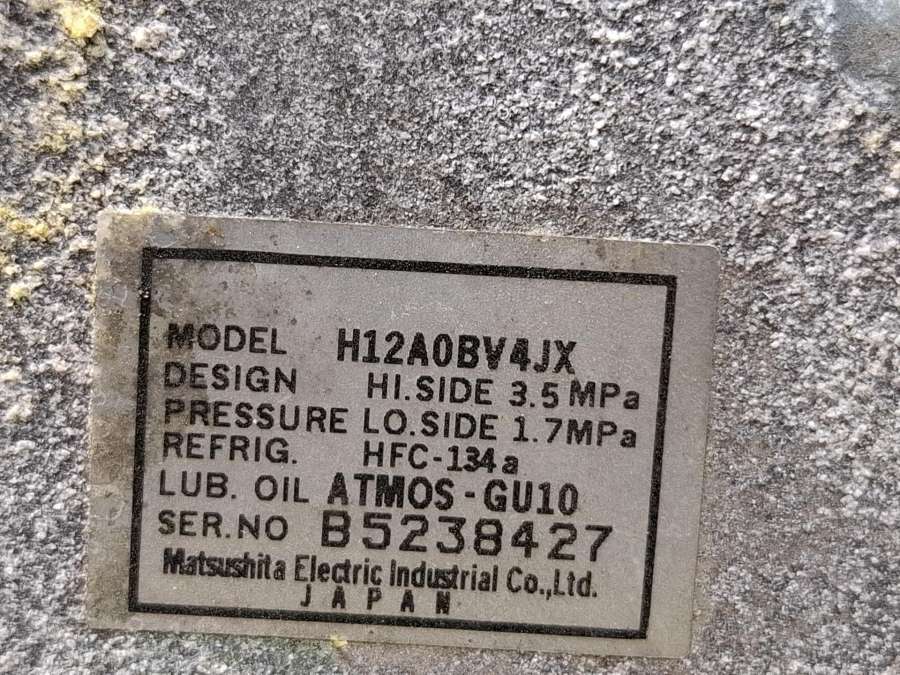 MODEL H12A0BV4JX
DESIGN HI.SIDE 3.5 MPa
PRESSURE LO.SIDE 1.7MPa
REFRIG. HFC-134a
LUB. OIL ATMOS-GU10
SER.NO B5238427
Matsushita Electric Industrial Co.,Ltd.
JAPAN